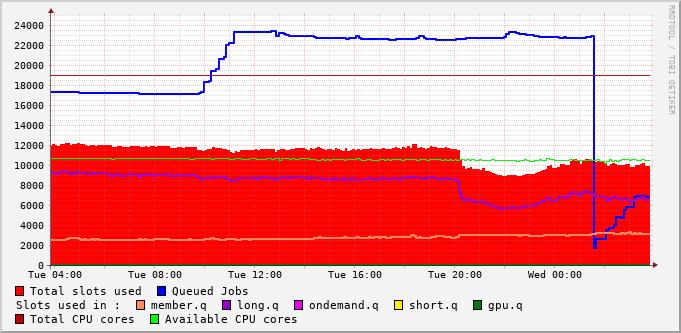 24000
22000
20000
18000
16000
14000
12000
10000
8000
6000
4000
2000
0
Tue 04:00 Tue 08:00 Tue 12:00 Tue 16:00 Tue 20:00 Wed 00:00
RRDTOOL / TOBI OETIKER
Total slots used Queued Jobs
Slots used in : member.q long.q ondemand.q short.q gpu.q
Total CPU cores Available CPU cores